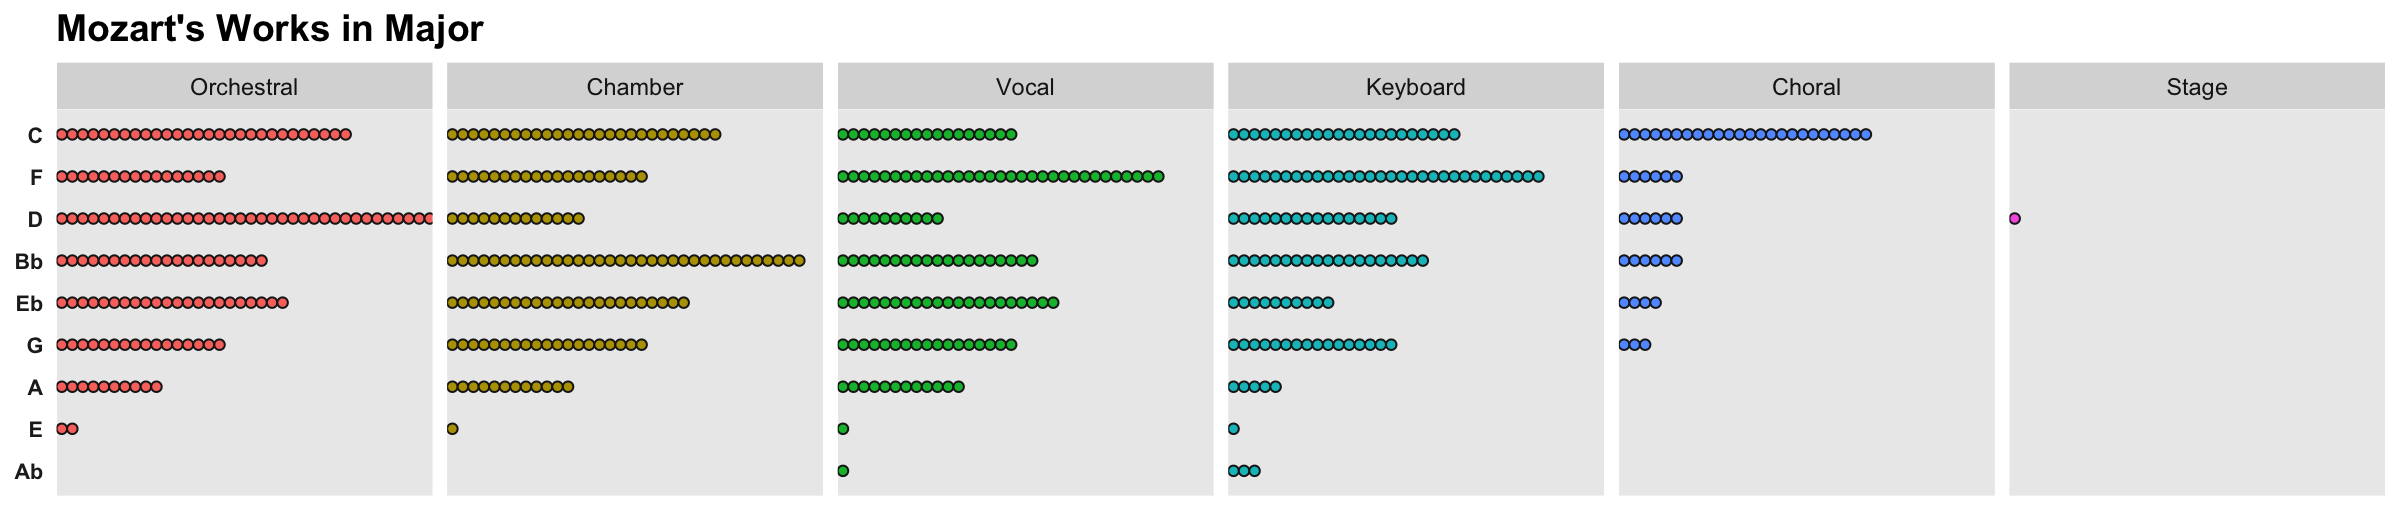 Mozart's Works in Major
Orchestral Chamber Vocal Keyboard Choral Stage
C
F
D
Bb
Eb
G
A
E
Ab